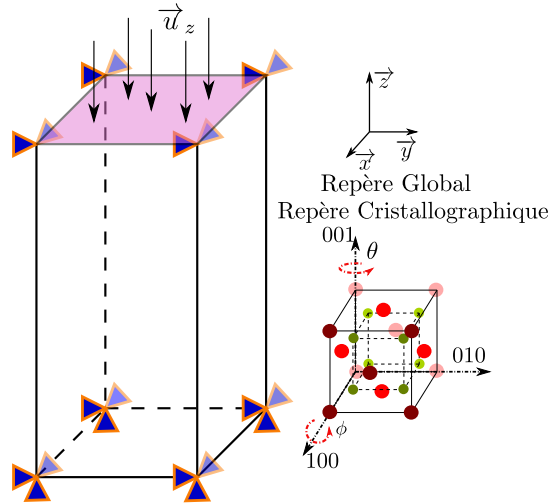 u z
z
y
x
Repère Global
Repère Cristallographique
001
θ
010
ϕ
100